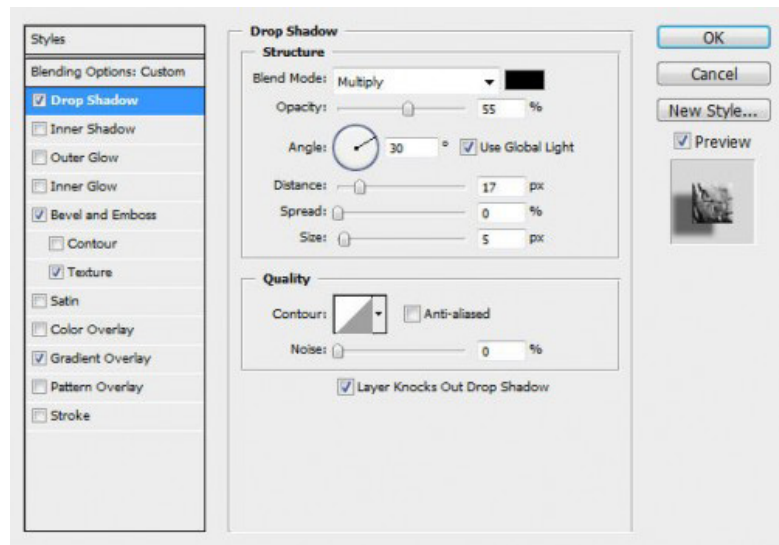 Styles
Blending Options: Custom
Drop Shadow
Inner Shadow
Outer Glow
Inner Glow
Bevel and Emboss
Contour
Texture
Satin
Color Overlay
Gradient Overlay
Pattern Overlay
Stroke
Drop Shadow
Structure
Blend Mode: Multiply
Opacity: 55 %
Angle: 30 ° Use Global Light
Distance: 17 px
Spread: 0 %
Size: 5 px
Quality
Contour: Anti-aliased
Noise: 0 %
Layer Knocks Out Drop Shadow
OK
Cancel
New Style...
Preview